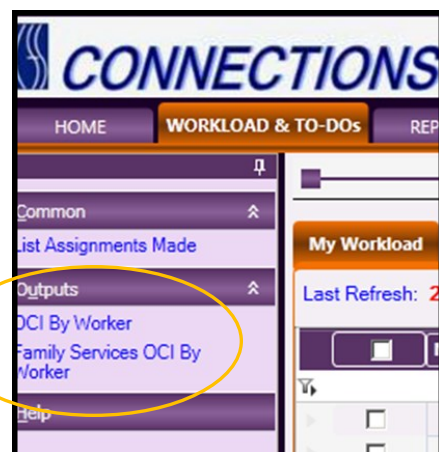 CONNECTIONS
HOME WORKLOAD & TO-DOs REP
Common
List Assignments Made
My Workload
Outputs
Last Refresh: 2
OCI By Worker
Family Services OCI By
Worker
Help